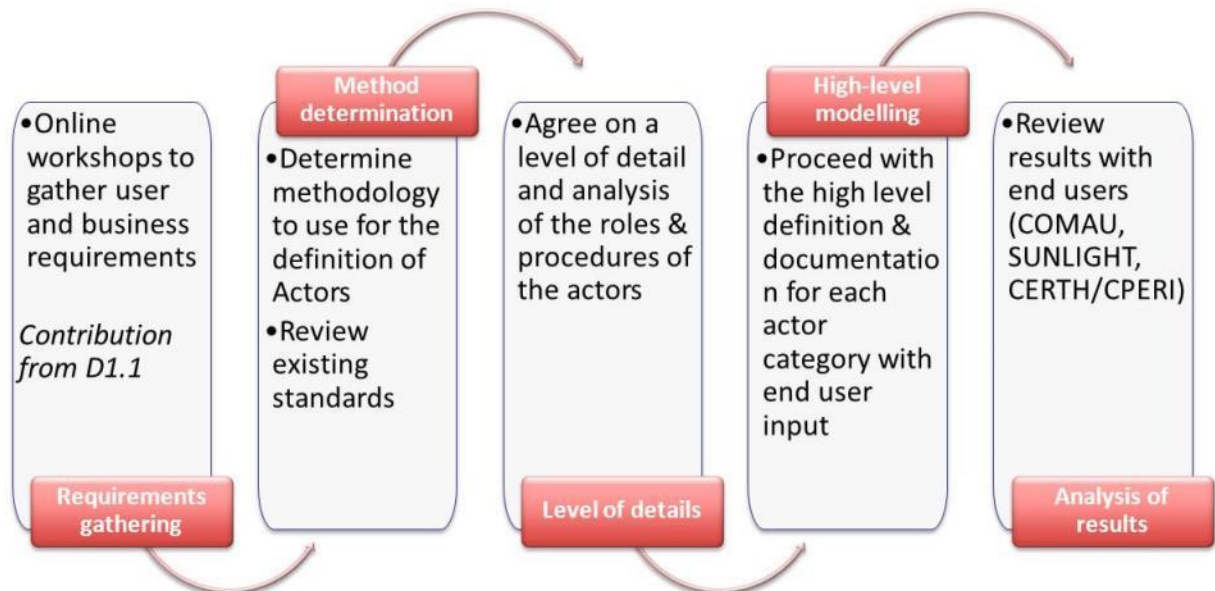 •Online
workshops to
gather user
and business
requirements
Contribution
from D1.1
Requirements
gathering
Method
determination
•Determine
methodology
to use for the
definition of
Actors
•Review
existing
standards
•Agree on a
level of detail
and analysis
of the roles &
procedures of
the actors
Level of details
High-level
modelling
•Proceed with
the high level
definition &
documentatio
n for each
actor
category with
end user
input
•Review
results with
end users
(COMAU,
SUNLIGHT,
CERTH/CPERI)
Analysis of
results